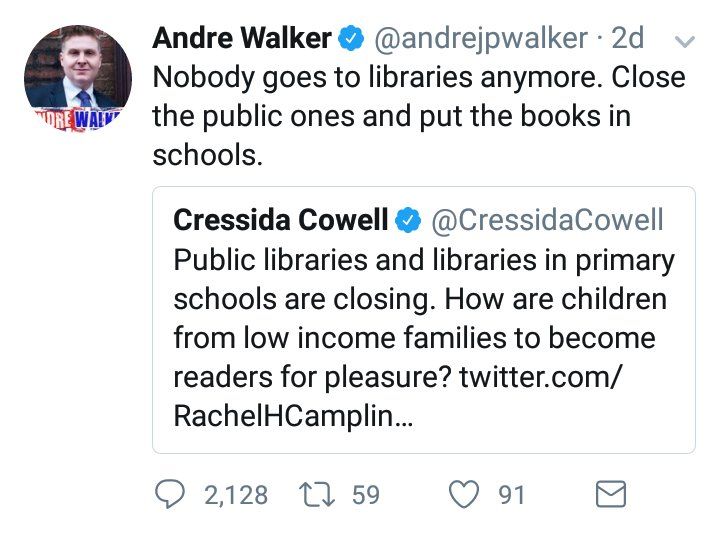 Andre Walker @andrejpwalker · 2d
Nobody goes to libraries anymore. Close
the public ones and put the books in
schools.
Cressida Cowell @CressidaCowell
Public libraries and libraries in primary
schools are closing. How are children
from low income families to become
readers for pleasure? twitter.com/
RachelHCamplin…
2,128 59 91